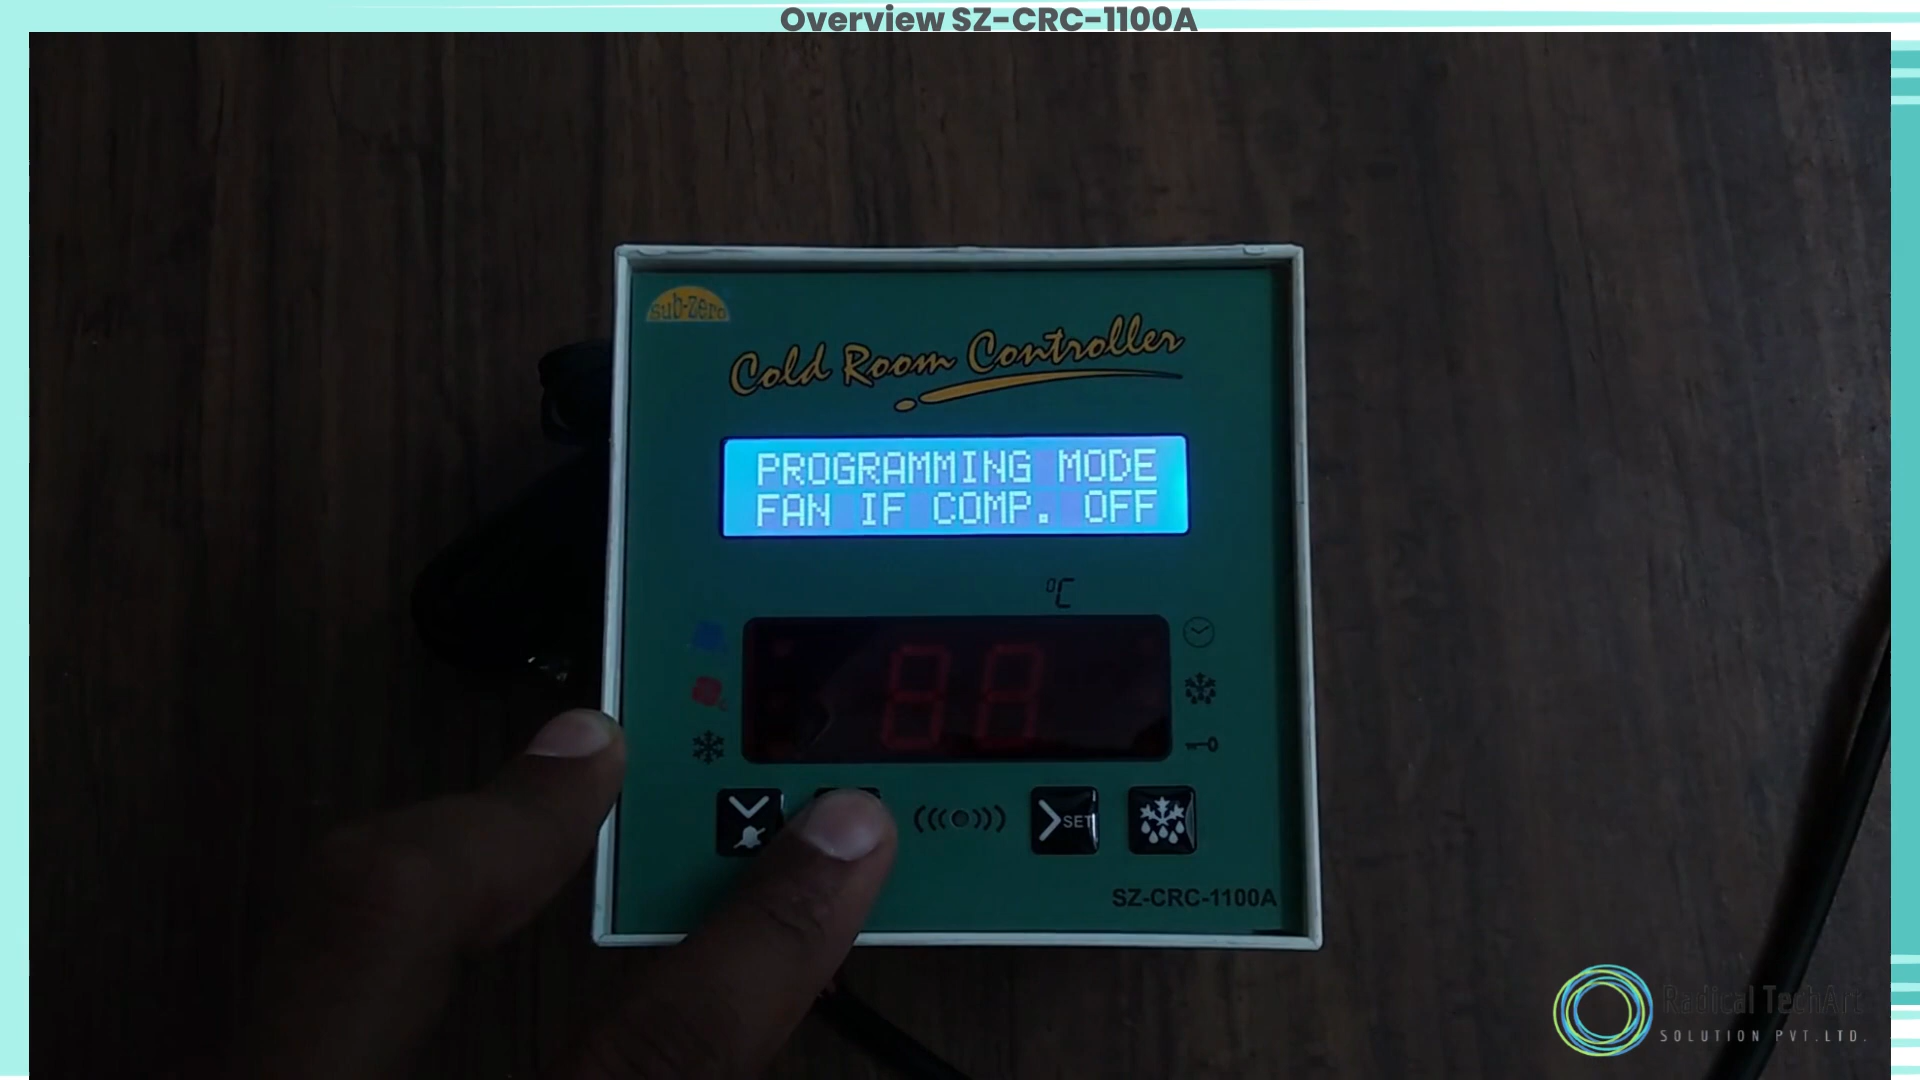 Overview SZ-CRC-1100A
sub-zero
Cold Room Controller
PROGRAMMING MODE
FAN IF COMP. OFF
°C
88
SET
SZ-CRC-1100A
Radical TechArt
SOLUTION PVT.LTD.